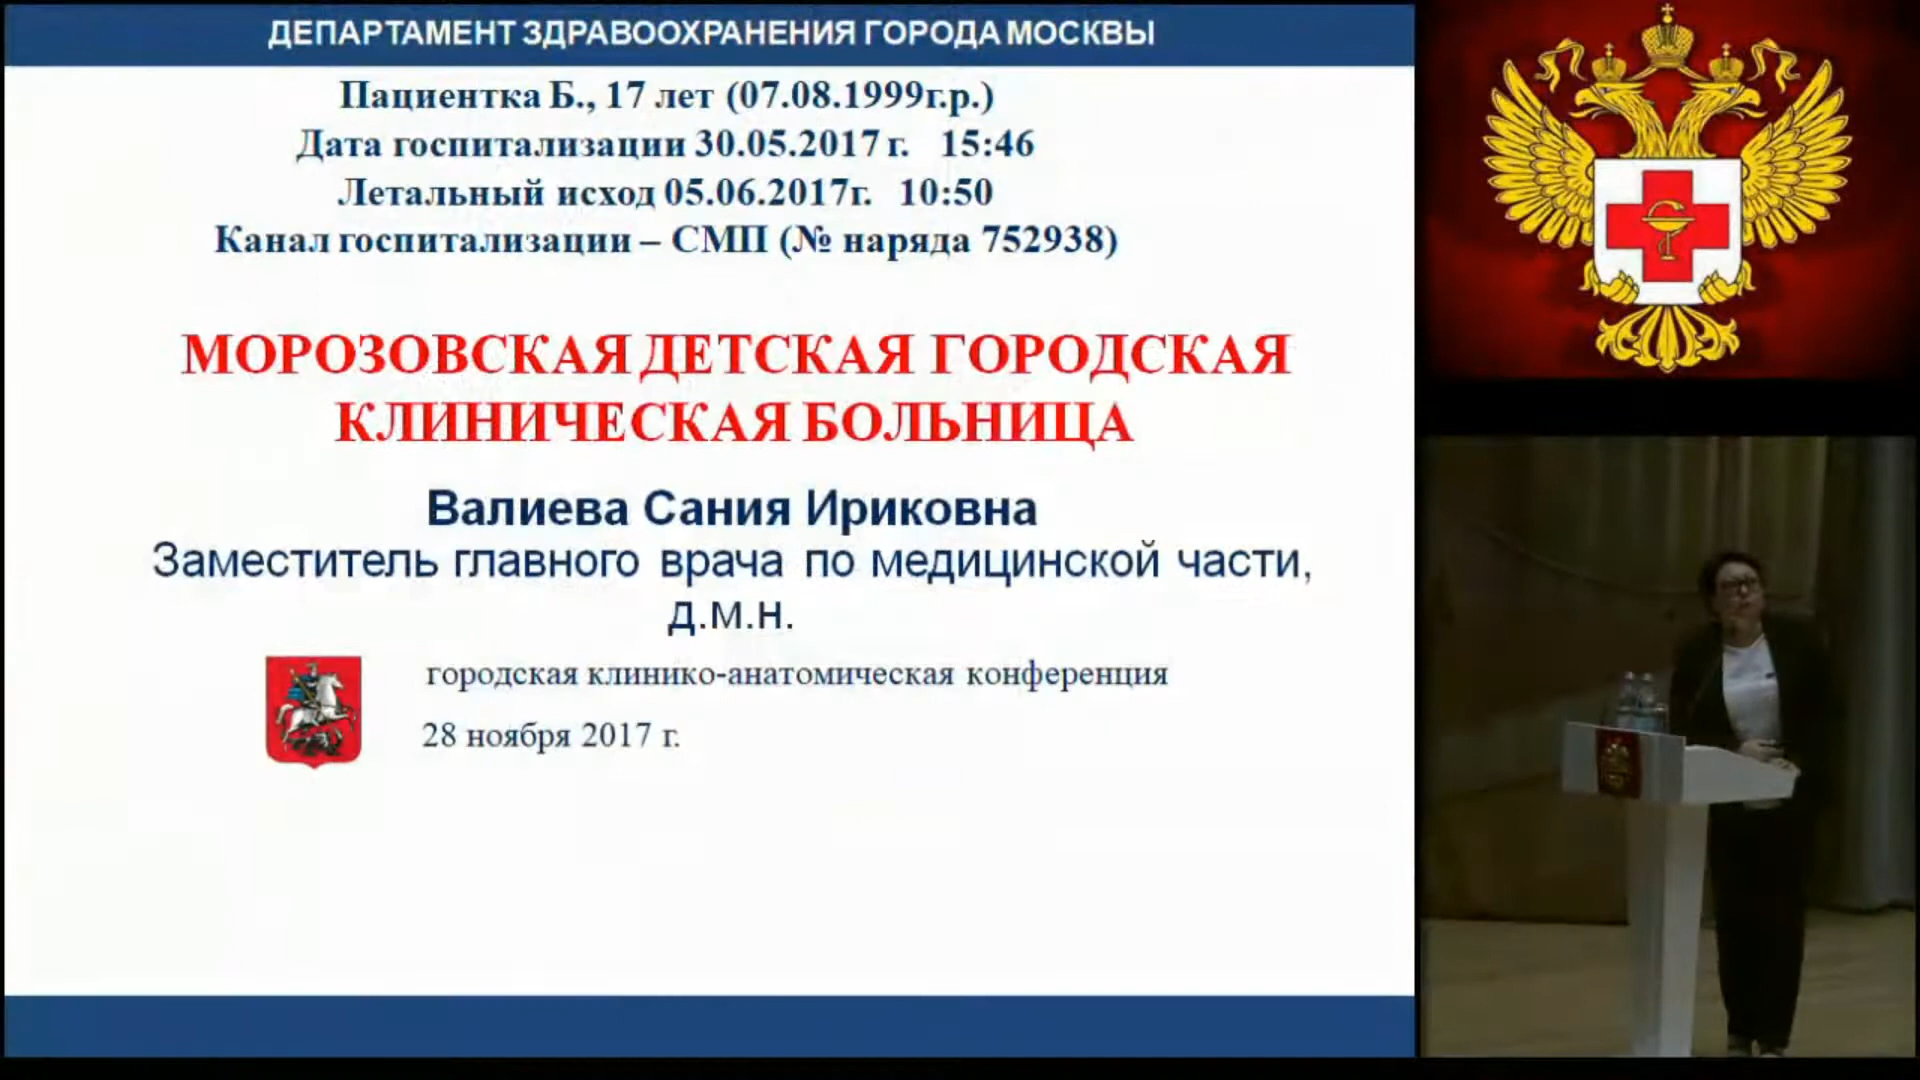 ДЕПАРТАМЕНТ ЗДРАВООХРАНЕНИЯ ГОРОДА МОСКВЫ
Пациентка Б., 17 лет (07.08.1999г.р.)
Дата госпитализации 30.05.2017 г. 15:46
Летальный исход 05.06.2017г. 10:50
Канал госпитализации – СМП (№ наряда 752938)
МОРОЗОВСКАЯ ДЕТСКАЯ ГОРОДСКАЯ
КЛИНИЧЕСКАЯ БОЛЬНИЦА
Валиева Сания Ириковна
Заместитель главного врача по медицинской части,
д.м.н.
городская клинико-анатомическая конференция
28 ноября 2017 г.